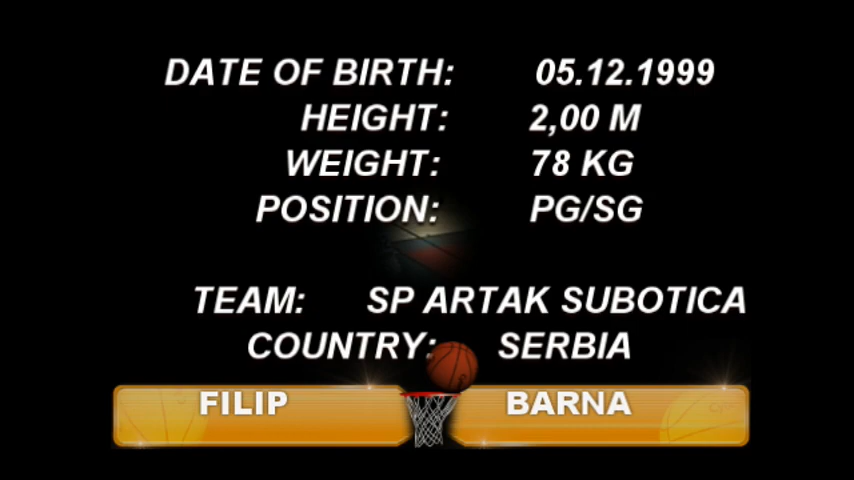 DATE OF BIRTH: 05.12.1999
HEIGHT: 2,00 M
WEIGHT: 78 KG
POSITION: PG/SG
TEAM: SP ARTAK SUBOTICA
COUNTRY: SERBIA
FILIP BARNA